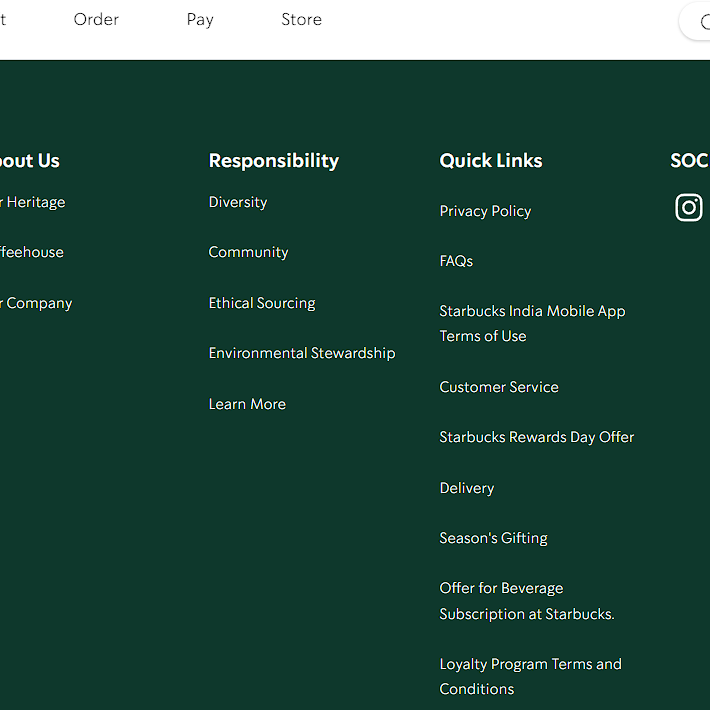 t Order Pay Store
bout Us
r Heritage
ffeehouse
r Company
Responsibility
Diversity
Community
Ethical Sourcing
Environmental Stewardship
Learn More
Quick Links
Privacy Policy
FAQs
Starbucks India Mobile App
Terms of Use
Customer Service
Starbucks Rewards Day Offer
Delivery
Season's Gifting
Offer for Beverage
Subscription at Starbucks.
Loyalty Program Terms and
Conditions
SOC